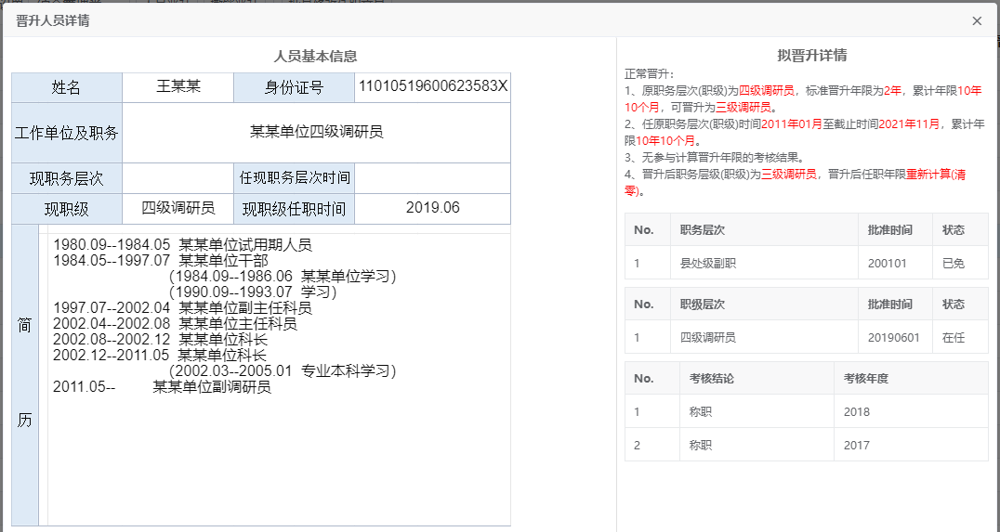 晋升人员详情
×
人员基本信息
姓名 王某某 身份证号 11010519600623583X
工作单位及职务 某某单位四级调研员
现职务层次 任现职务层次时间
现职级 四级调研员 现职级任职时间 2019.06
简历
1980.09--1984.05 某某单位试用期人员
1984.05--1997.07 某某单位干部
（1984.09--1986.06 某某单位学习）
（1990.09--1993.07 学习）
1997.07--2002.04 某某单位副主任科员
2002.04--2002.08 某某单位主任科员
2002.08--2002.12 某某单位科长
2002.12--2011.05 某某单位科长
（2002.03--2005.01 专业本科学习）
2011.05-- 某某单位副调研员
拟晋升详情
正常晋升：
1、原职务层次(职级)为四级调研员，标准晋升年限为2年，累计年限10年
10个月，可晋升为三级调研员。
2、任原职务层次(职级)时间2011年01月至截止时间2021年11月，累计年
限10年10个月。
3、无参与计算晋升年限的考核结果。
4、晋升后职务层级(职级)为三级调研员，晋升后任职年限重新计算(清
零)。
No. 职务层次 批准时间 状态
1 县处级副职 200101 已免
No. 职级层次 批准时间 状态
1 四级调研员 20190601 在任
No. 考核结论 考核年度
1 称职 2018
2 称职 2017